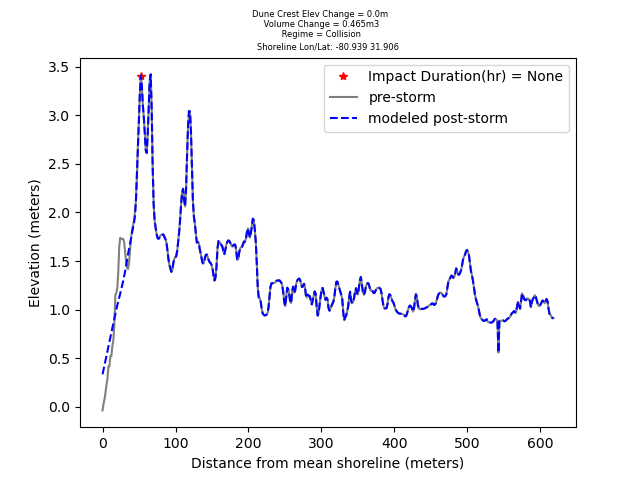 Dune Crest Elev Change = 0.0m
Volume Change = 0.465m3
Regime = Collision
Shoreline Lon/Lat: -80.939 31.906
Impact Duration(hr) = None
pre-storm
modeled post-storm
Elevation (meters)
3.5
3.0
2.5
2.0
1.5
1.0
0.5
0.0
0 100 200 300 400 500 600
Distance from mean shoreline (meters)